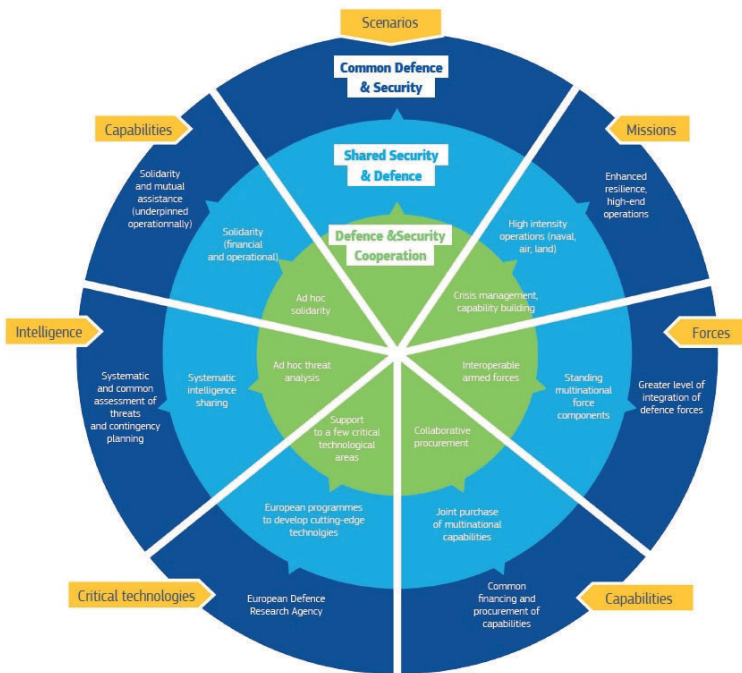 Scenarios
Common Defence
& Security
Shared Security
& Defence
Defence &Security
Cooperation
Missions
Enhanced
resilience,
high-end
operations
High intensity
operations (naval,
air, land)
Crisis management,
capability building
Forces
Greater level of
integration of
defence forces
Standing
multinational
force
components
Interoperable
armed forces
Capabilities
Common
financing and
procurement of
capabilities
Joint purchase
of multinational
capabilities
Collaborative
procurement
Critical technologies
European Defence
Research Agency
European programmes
to develop cutting-edge
technolgies
Support
to a few critical
technological
areas
Intelligence
Systematic
and common
assessment of
threats
and contingency
planning
Systematic
intelligence
sharing
Ad hoc threat
analysis
Capabilities
Solidarity
and mutual
assistance
(underpinned
operationnally)
Solidarity
(financial
and operational)
Ad hoc
solidarity